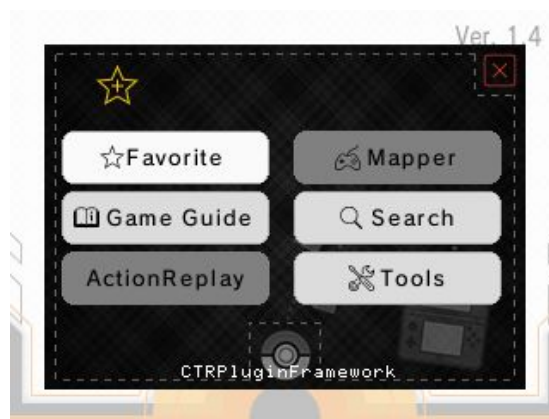 Ver. 1.4
Favorite
Mapper
Game Guide
Search
ActionReplay
Tools
CTRPluginFramework